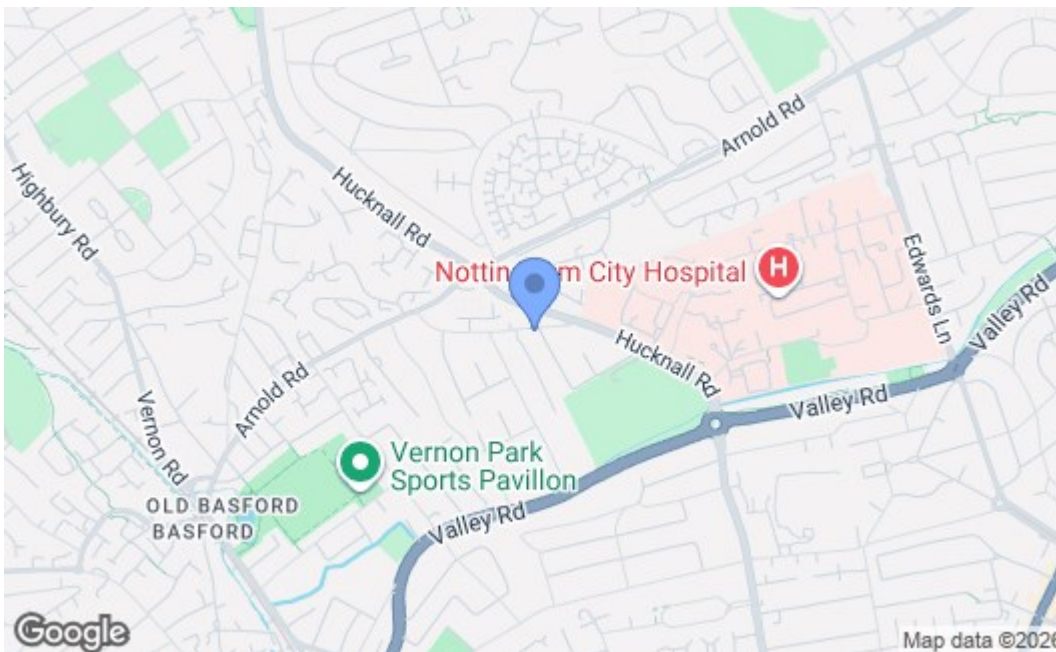 Arnold Rd
Highbury Rd
Hucknall Rd
Nottin m City Hospital
H
Edwards Ln
Valley Rd
Hucknall Rd
Arnold Rd
Vernon Rd
Valley Rd
Vernon Park
Sports Pavillon
OLD BASFORD
BASFORD
Valley Rd
Google
Map data ©2026